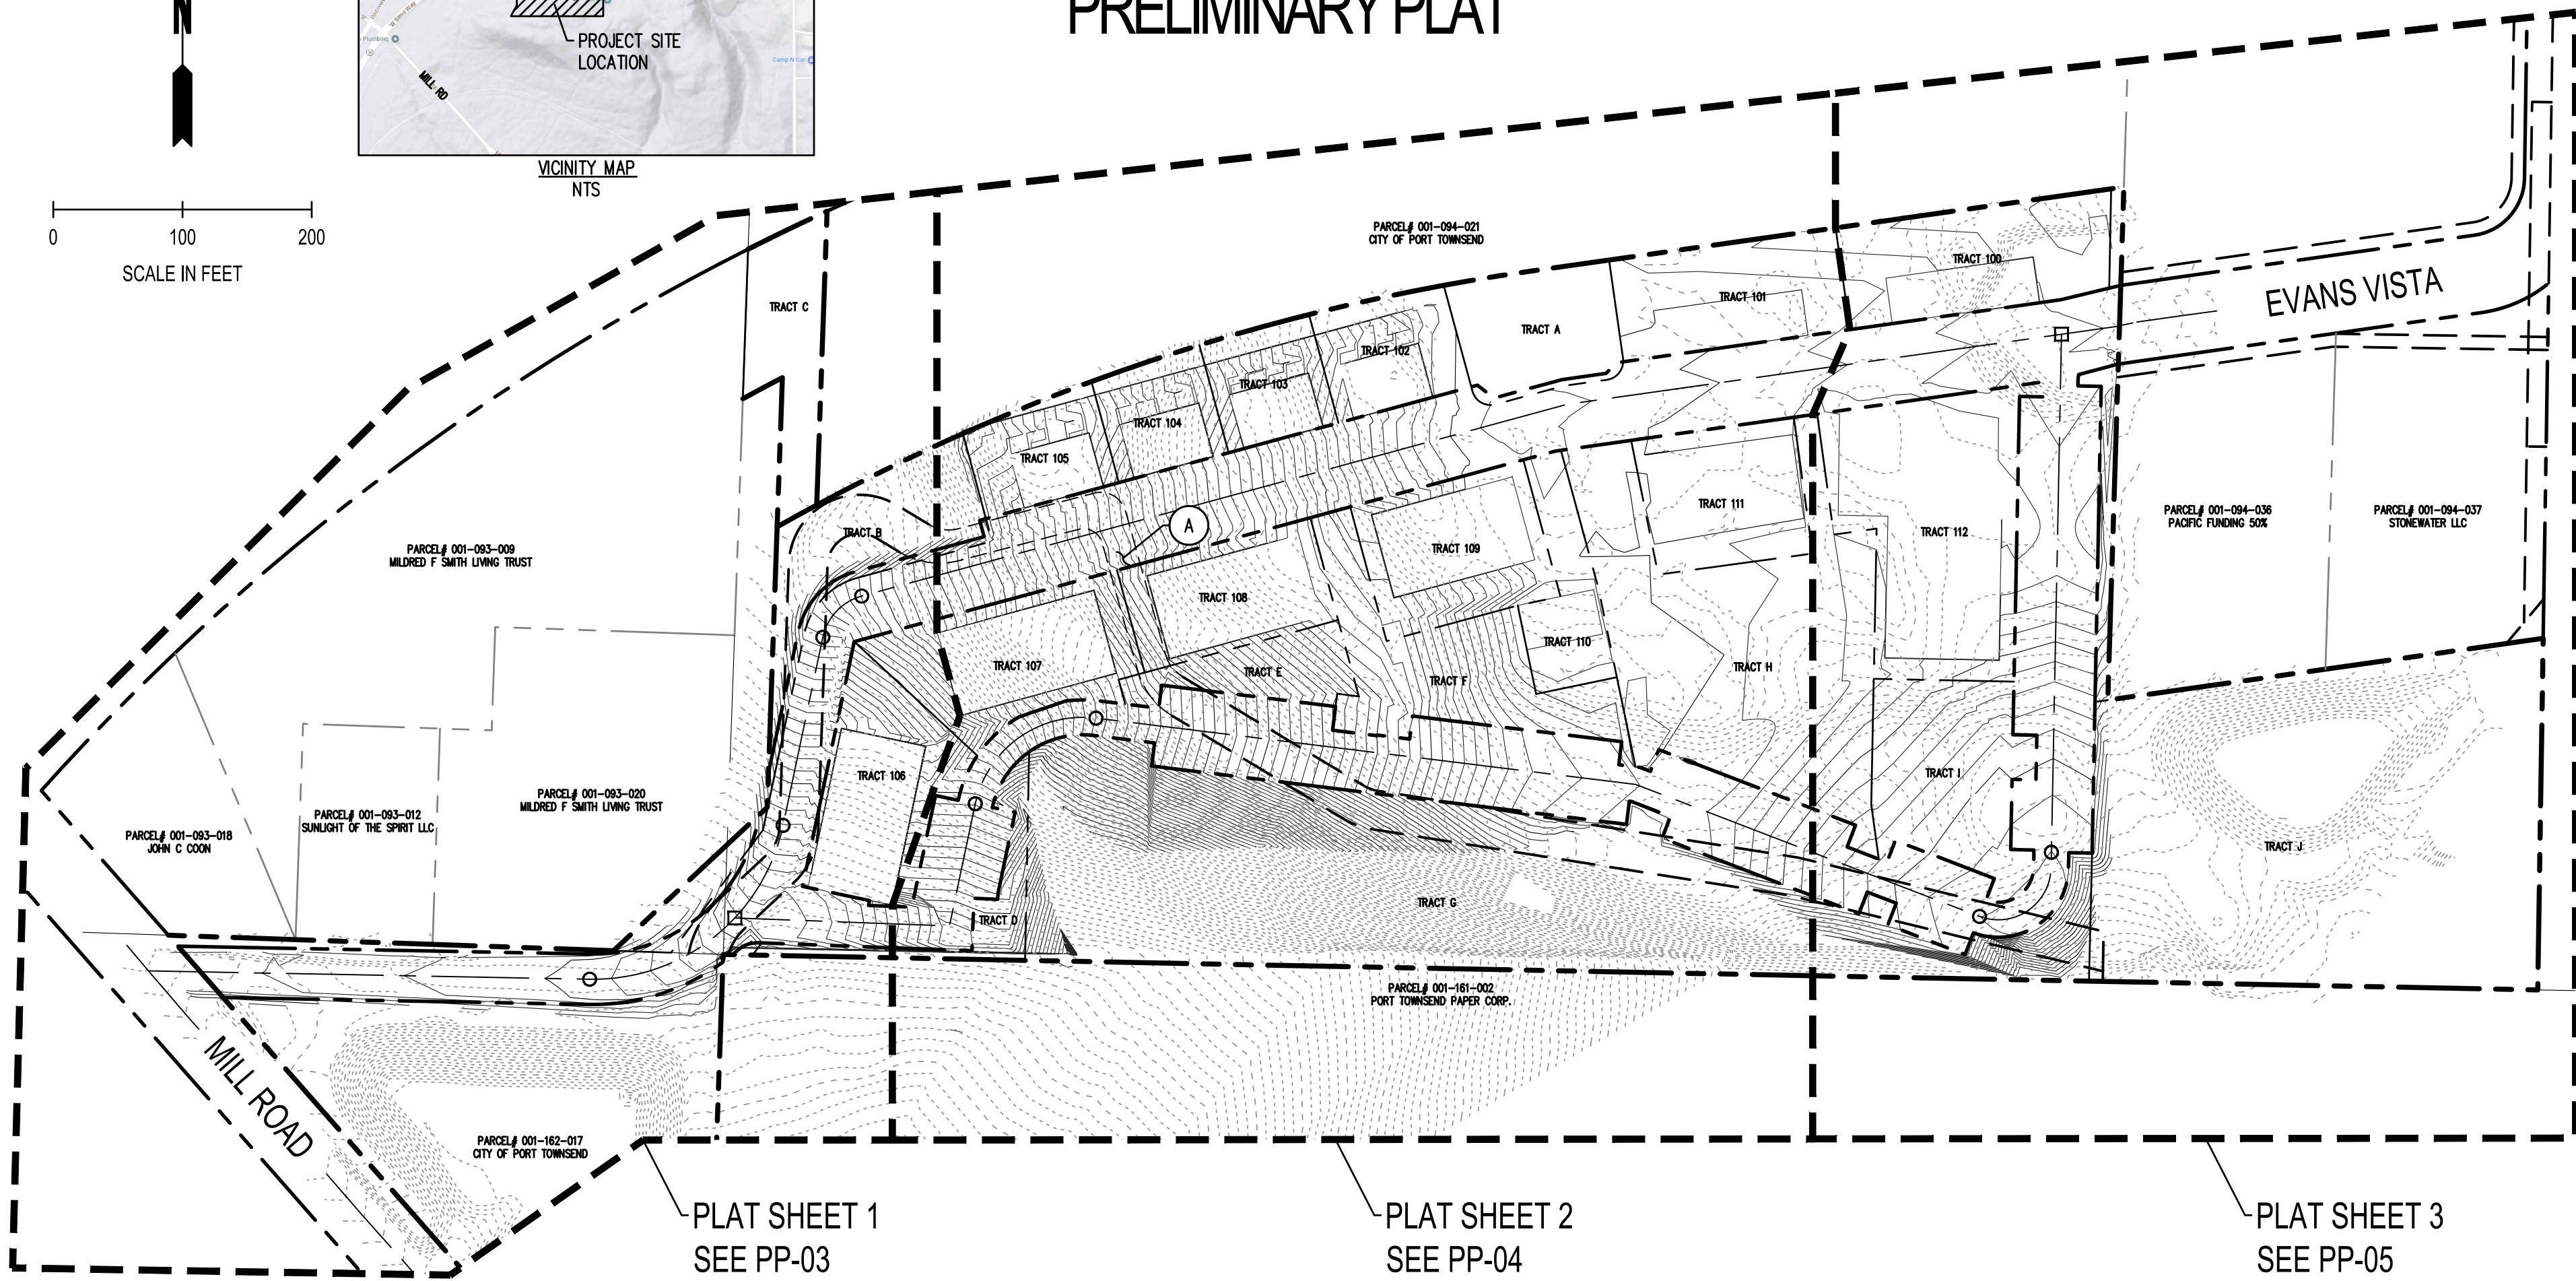 PRELIMINARY PLAT
N
W Sims Way
Plumbing
PROJECT SITE
LOCATION
Camp N Car
MILL RD
VICINITY MAP
NTS
0 100 200
SCALE IN FEET
PARCEL# 001-094-021
CITY OF PORT TOWNSEND
TRACT 100
EVANS VISTA
TRACT 101
TRACT C
TRACT A
TRACT 102
TRACT 103
TRACT 104
TRACT 105
TRACT 111
PARCEL# 001-094-036
PACIFIC FUNDING 50%
PARCEL# 001-094-037
STONEWATER LLC
A
TRACT B
TRACT 112
PARCEL# 001-093-009
MILDRED F SMITH LIVING TRUST
TRACT 109
TRACT 108
TRACT 110
TRACT 107
TRACT E
TRACT F
TRACT H
TRACT 106
TRACT I
PARCEL# 001-093-020
MILDRED F SMITH LIVING TRUST
PARCEL# 001-093-012
SUNLIGHT OF THE SPIRIT LLC
PARCEL# 001-093-018
JOHN C COON
TRACT J
TRACT G
TRACT D
PARCEL# 001-161-002
PORT TOWNSEND PAPER CORP.
MILL ROAD
PARCEL# 001-162-017
CITY OF PORT TOWNSEND
PLAT SHEET 1
SEE PP-03
PLAT SHEET 2
SEE PP-04
PLAT SHEET 3
SEE PP-05